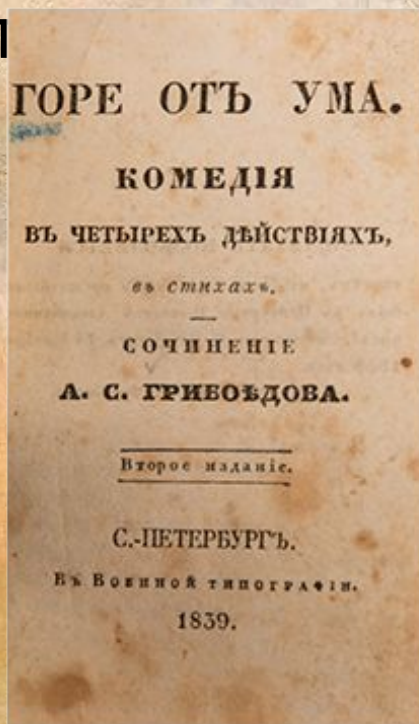 ГОРЕ ОТЪ УМА.
КОМЕДІЯ
ВЪ ЧЕТЫРЕХЪ ДѢЙСТВІЯХЪ,
въ стихахъ.
СОЧИНЕНІЕ
А. С. ГРИБОѢДОВА.
Второе изданіе.
С.-ПЕТЕРБУРГЪ.
Въ Военной типографіи.
1839.